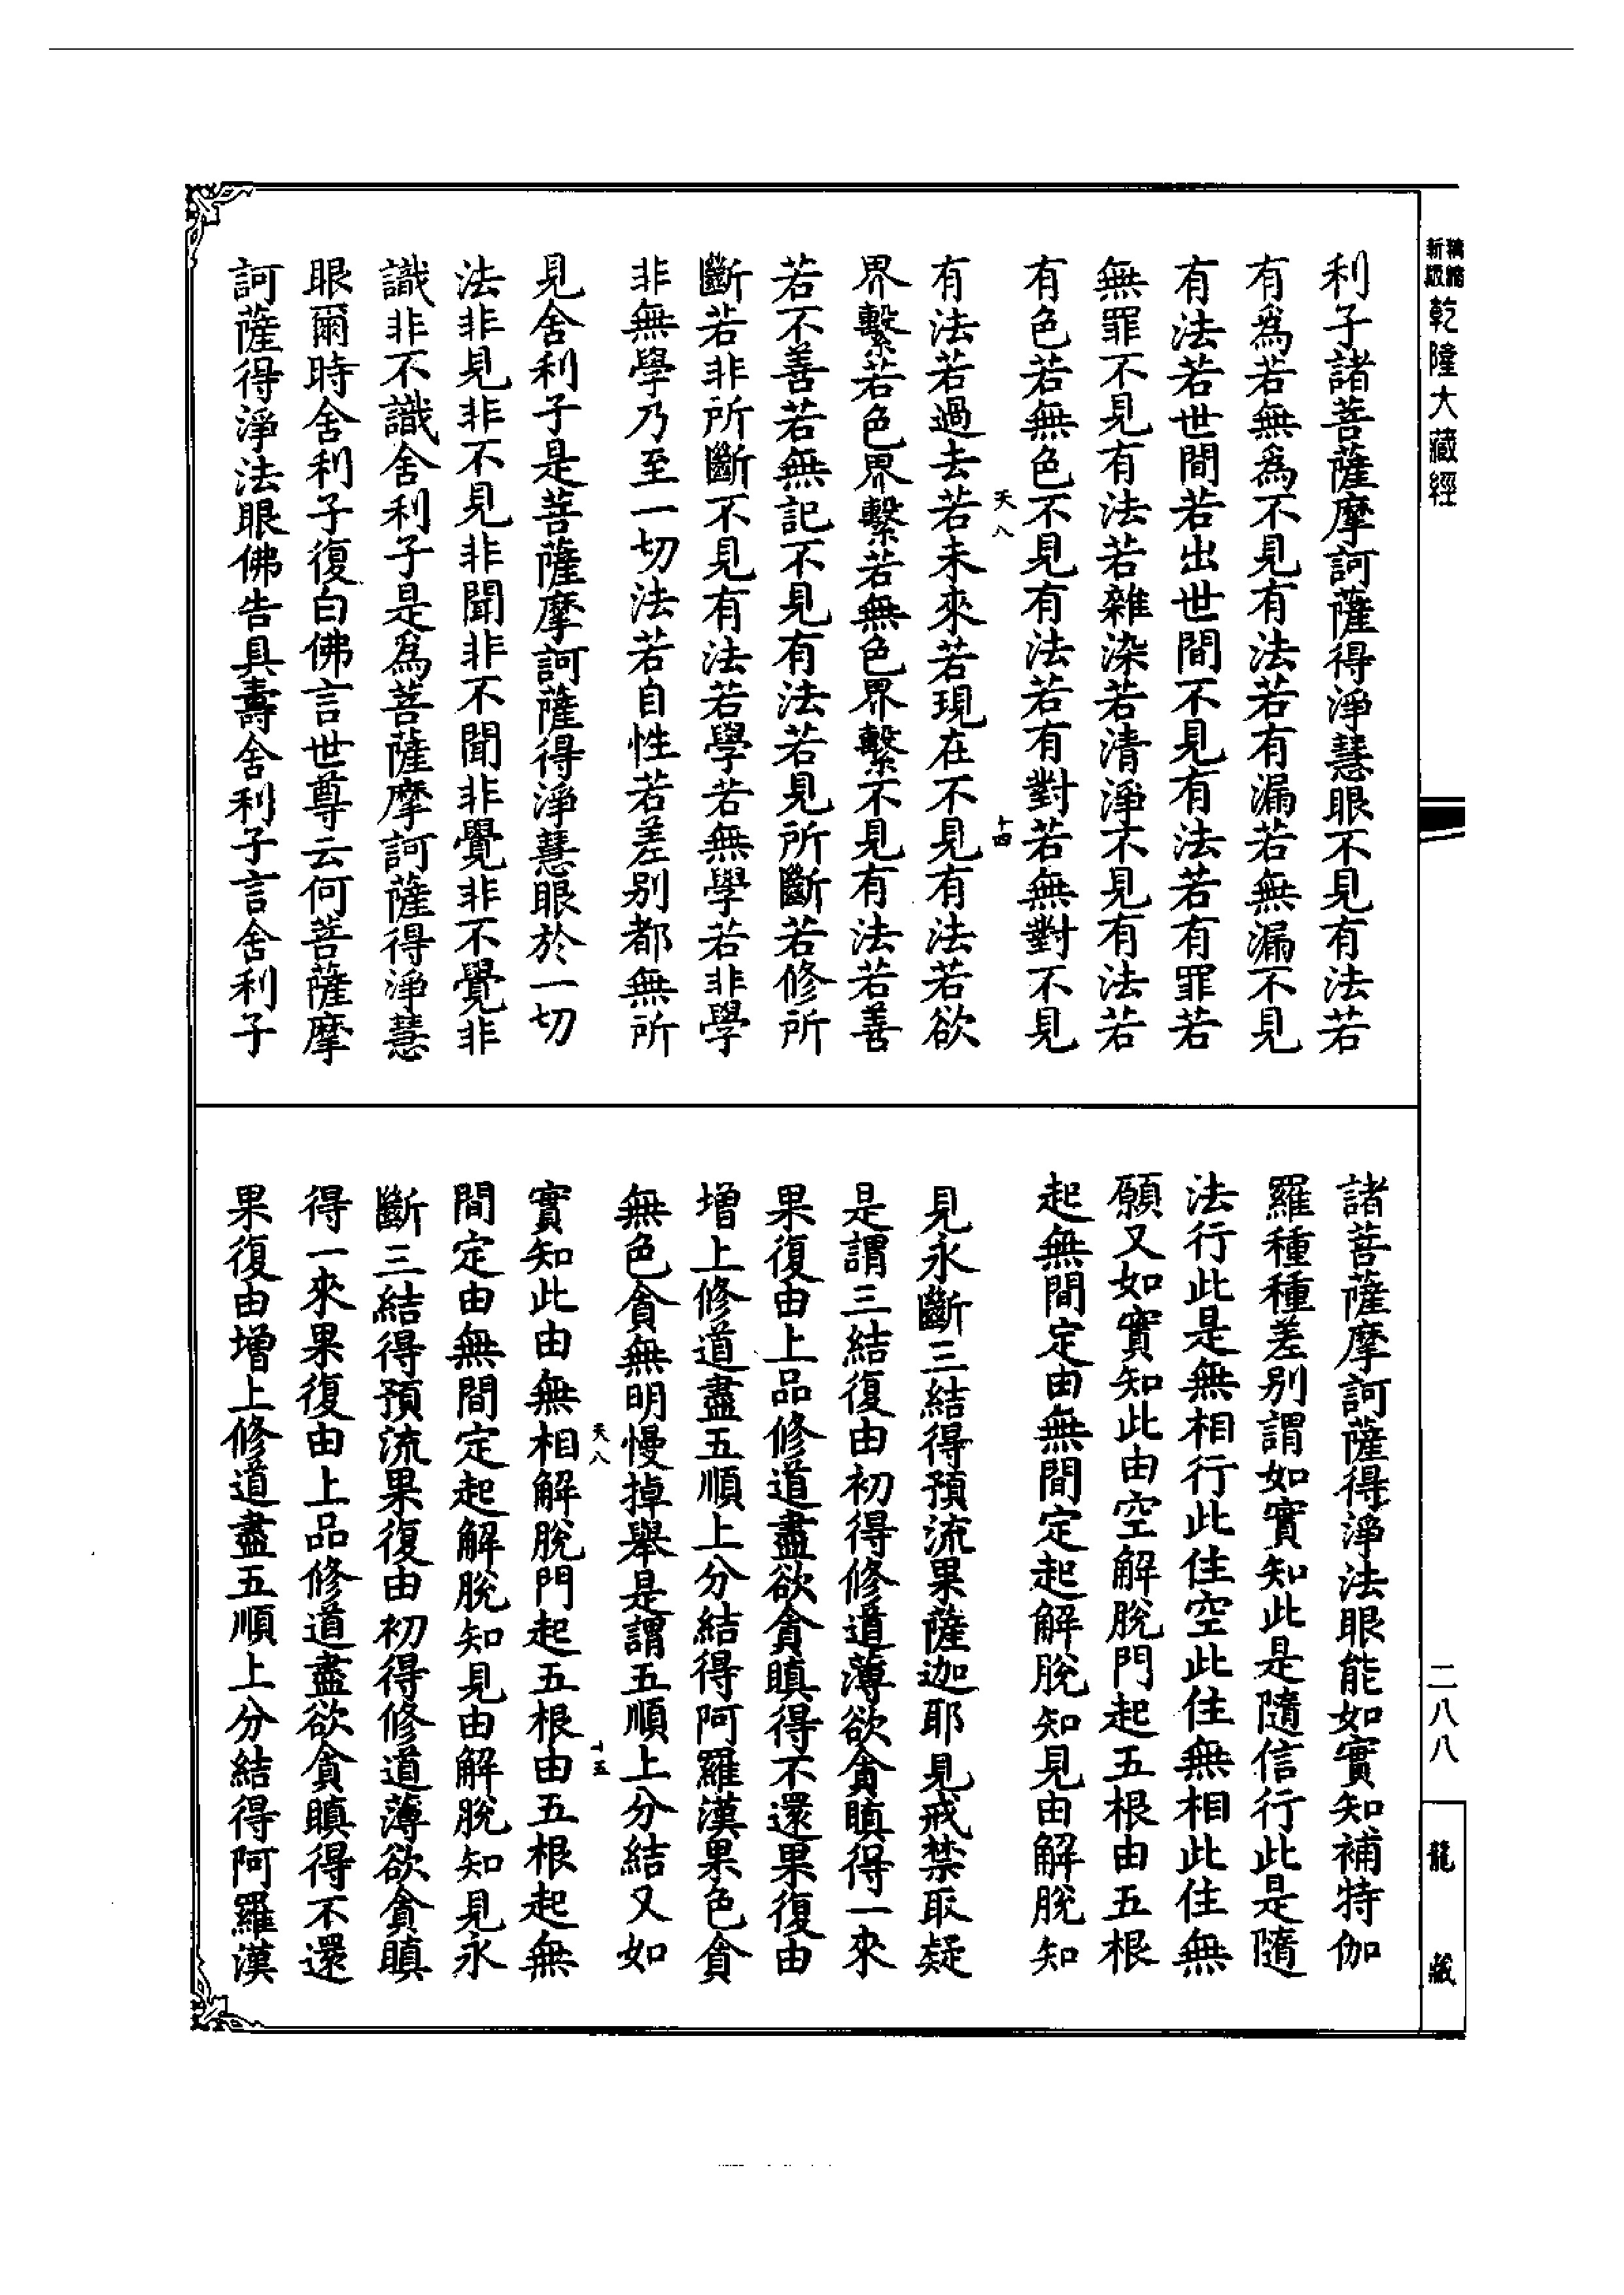 新縮
版縮
乾隆大藏經
利子諸菩薩摩訶薩得淨慧眼不見有法若
有為若無為不見有法若有漏若無漏不見
有法若世間若出世間不見有法若有罪若
無罪不見有法若雜染若清淨不見有法若
有色若無色不見有法若有對若無對不見
天八
十四
有法若過去若未來若現在不見有法若欲
界繫若色界繫若無色界繫不見有法若善
若不善若無記不見有法若見所斷若修所
斷若非所斷不見有法若學若無學若非學
非無學乃至一切法若自性若差別都無所
見舍利子是菩薩摩訶薩得淨慧眼於一切
法非見非不見非聞非不聞非覺非不覺非
識非不識舍利子是為菩薩摩訶薩得淨慧
眼爾時舍利子復白佛言世尊云何菩薩摩
訶薩得淨法眼佛告具壽舍利子言舍利子
諸菩薩摩訶薩得淨法眼能如實知補特伽
羅種種差別謂如實知此是隨信行此是隨
法行此是無相行此住空此住無相此住無
願又如實知此由空解脫門起五根由五根
起無間定由無間定起解脫知見由解脫知
見永斷三結得預流果薩迦耶見戒禁取疑
是謂三結復由初得修道薄欲貪瞋得一來
果復由上品修道盡欲貪瞋得不還果復由
增上修道盡五順上分結得阿羅漢果色貪
無色貪無明慢掉舉是謂五順上分結又如
天八
十五
實知此由無相解脫門起五根由五根起無
間定由無間定起解脫知見由解脫知見永
斷三結得預流果復由初得修道薄欲貪瞋
得一來果復由上品修道盡欲貪瞋得不還
果復由增上修道盡五順上分結得阿羅漢
二八八
龍藏